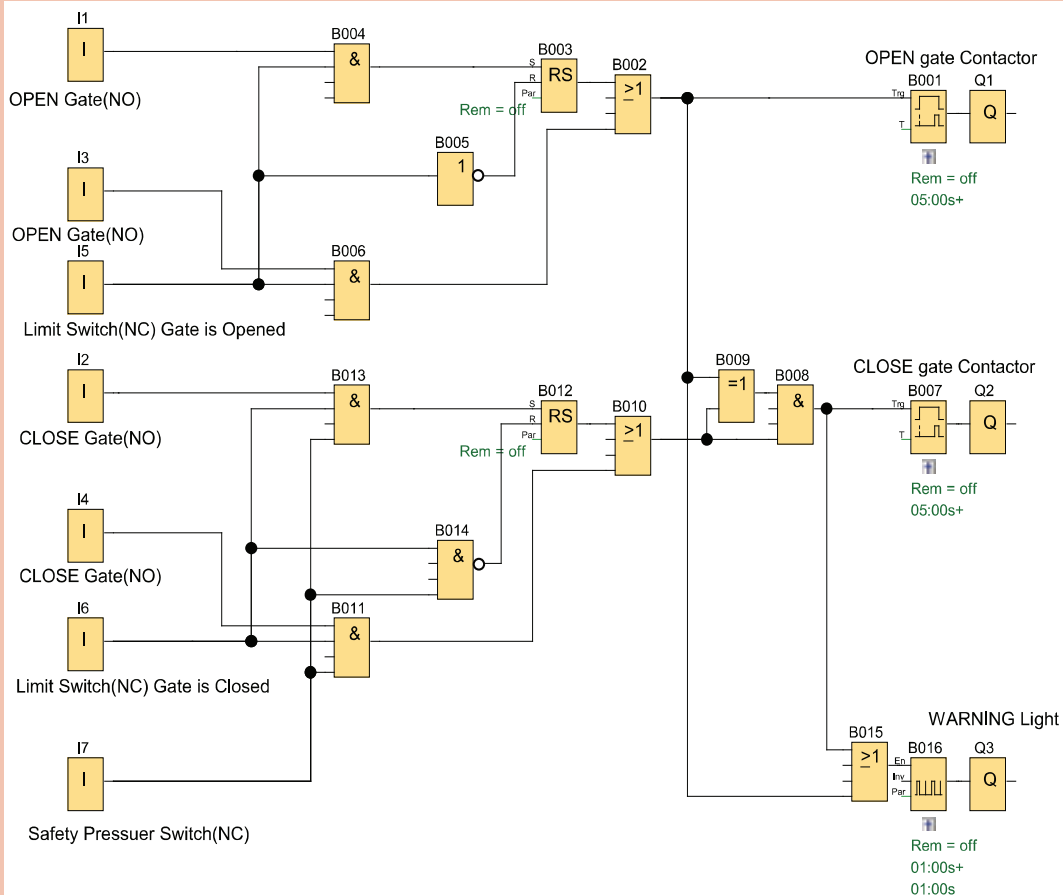 I1
I
OPEN Gate(NO)
B004
&
B003
S
R
Par
RS
Rem = off
B002
>1
OPEN gate Contactor
B001
Trg
T
Q1
Q
Rem = off
05:00s+
B005
1
I3
I
OPEN Gate(NO)
I5
I
Limit Switch(NC) Gate is Opened
B006
&
I2
I
CLOSE Gate(NO)
B013
&
B012
S
R
Par
RS
Rem = off
B010
>1
B009
=1
B008
&
CLOSE gate Contactor
B007
Trg
T
Q2
Q
Rem = off
05:00s+
I4
I
CLOSE Gate(NO)
B014
&
I6
I
Limit Switch(NC) Gate is Closed
B011
&
I7
I
Safety Pressuer Switch(NC)
WARNING Light
B015
>1
B016
En
Inv
Par
Q3
Q
Rem = off
01:00s+
01:00s